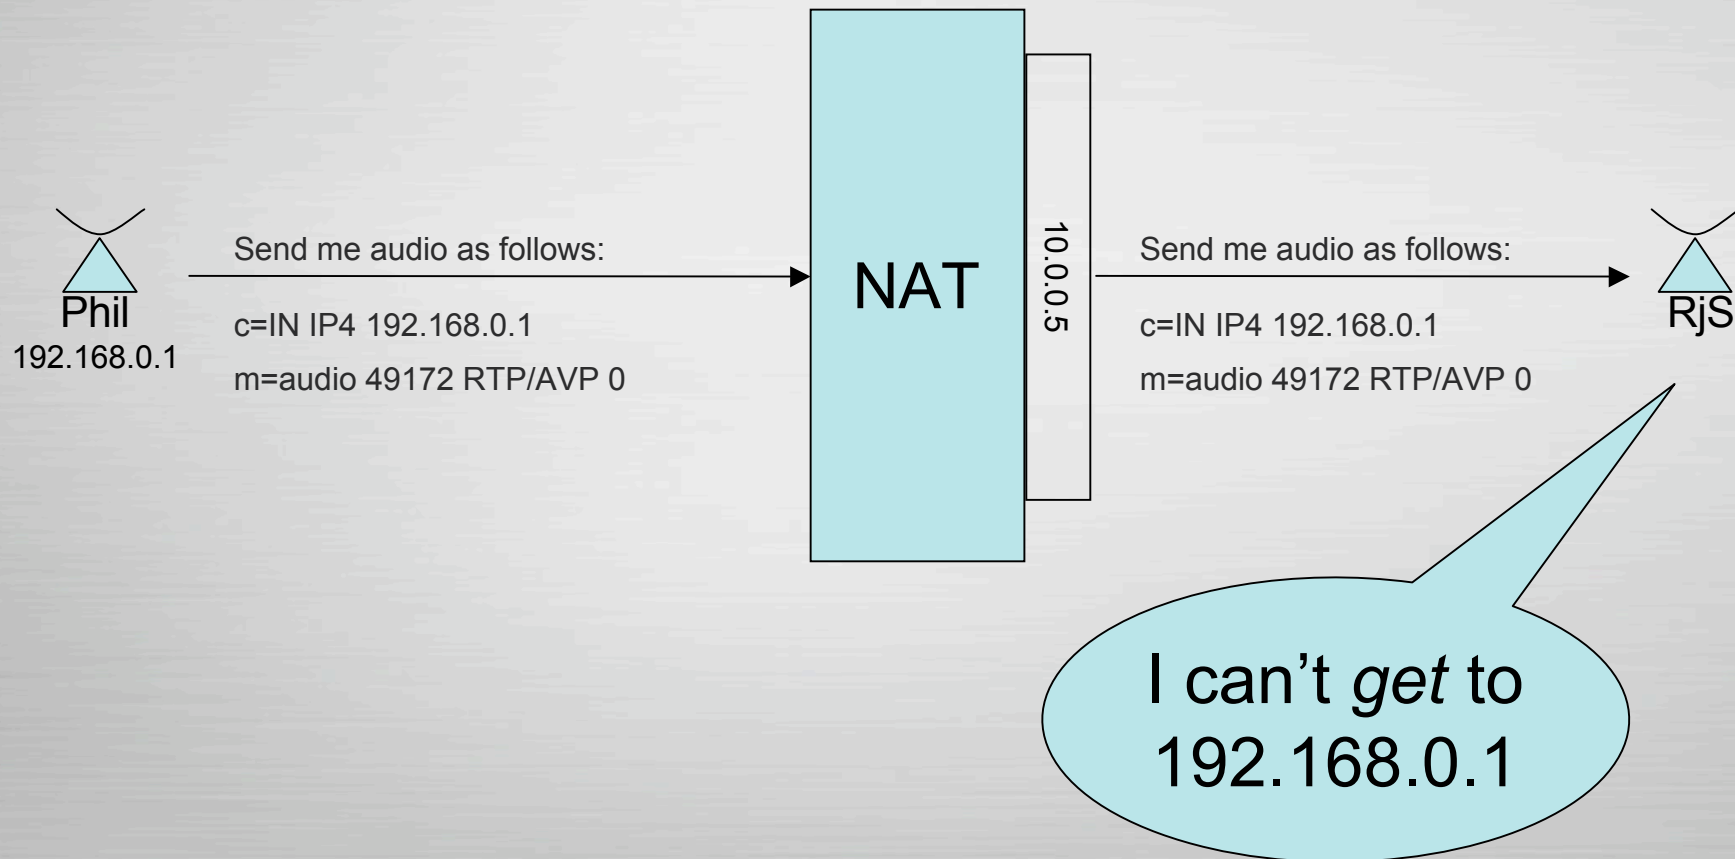 Phil
192.168.0.1
Send me audio as follows:
c=IN IP4 192.168.0.1
m=audio 49172 RTP/AVP 0
NAT
10.0.0.5
Send me audio as follows:
c=IN IP4 192.168.0.1
m=audio 49172 RTP/AVP 0
RjS
I can’t get to
192.168.0.1